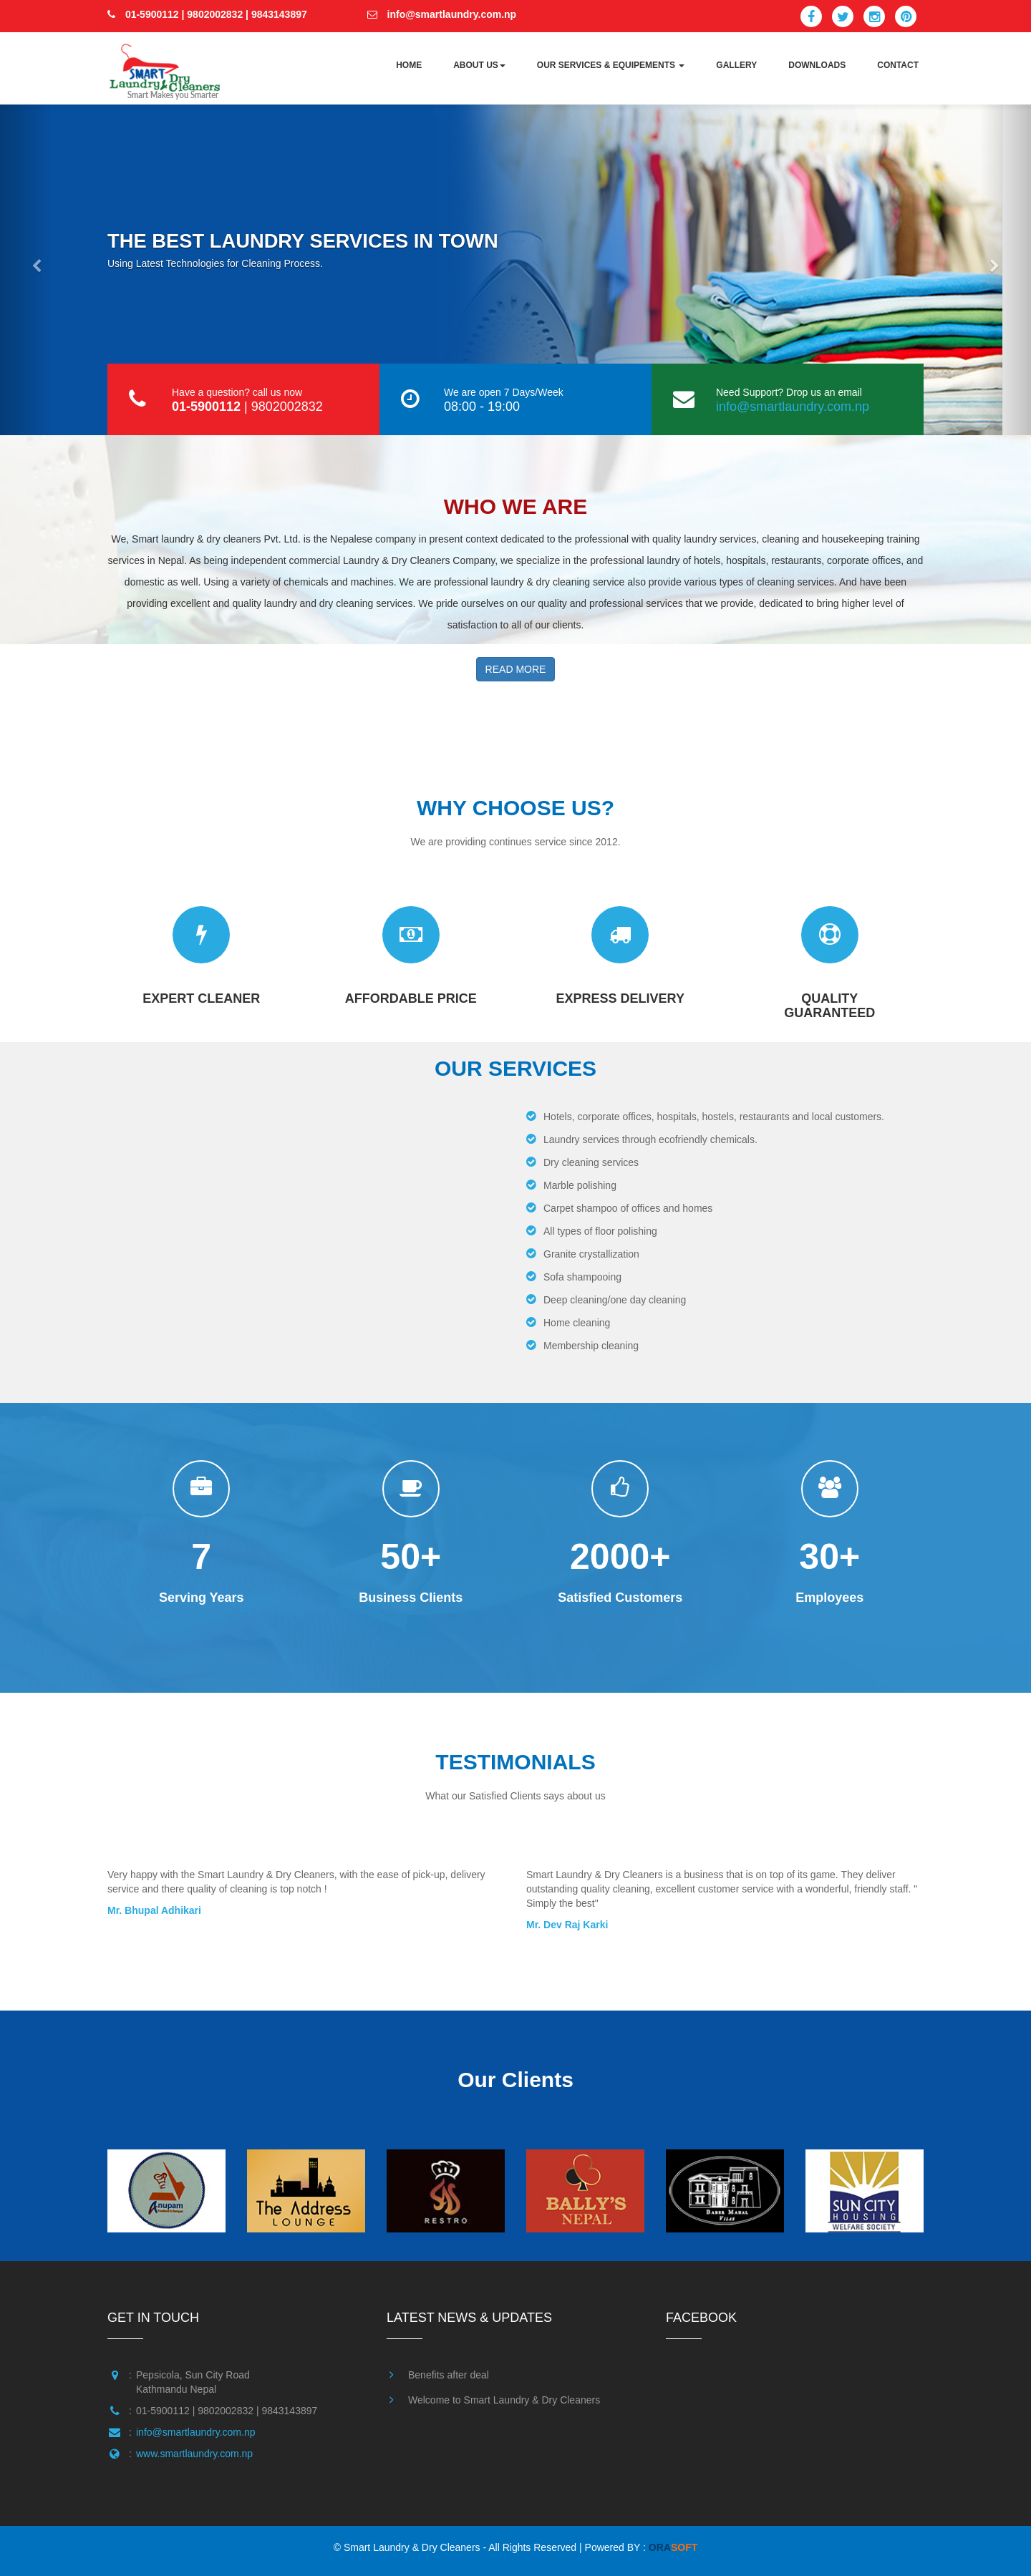 01-5900112 | 9802002832 | 9843143897
info@smartlaundry.com.np
SMART
Laundry & Dry Cleaners
Smart Makes you Smarter
HOME
ABOUT US
OUR SERVICES & EQUIPEMENTS
GALLERY
DOWNLOADS
CONTACT
THE BEST LAUNDRY SERVICES IN TOWN
Using Latest Technologies for Cleaning Process.
Have a question? call us now
01-5900112 | 9802002832
We are open 7 Days/Week
08:00 - 19:00
Need Support? Drop us an email
info@smartlaundry.com.np
WHO WE ARE
We, Smart laundry & dry cleaners Pvt. Ltd. is the Nepalese company in present context dedicated to the professional with quality laundry services, cleaning and housekeeping training
services in Nepal. As being independent commercial Laundry & Dry Cleaners Company, we specialize in the professional laundry of hotels, hospitals, restaurants, corporate offices, and
domestic as well. Using a variety of chemicals and machines. We are professional laundry & dry cleaning service also provide various types of cleaning services. And have been
providing excellent and quality laundry and dry cleaning services. We pride ourselves on our quality and professional services that we provide, dedicated to bring higher level of
satisfaction to all of our clients.
READ MORE
WHY CHOOSE US?
We are providing continues service since 2012.
EXPERT CLEANER
AFFORDABLE PRICE
EXPRESS DELIVERY
QUALITY
GUARANTEED
OUR SERVICES
Hotels, corporate offices, hospitals, hostels, restaurants and local customers.
Laundry services through ecofriendly chemicals.
Dry cleaning services
Marble polishing
Carpet shampoo of offices and homes
All types of floor polishing
Granite crystallization
Sofa shampooing
Deep cleaning/one day cleaning
Home cleaning
Membership cleaning
7
Serving Years
50+
Business Clients
2000+
Satisfied Customers
30+
Employees
TESTIMONIALS
What our Satisfied Clients says about us
Very happy with the Smart Laundry & Dry Cleaners, with the ease of pick-up, delivery
service and there quality of cleaning is top notch !
Mr. Bhupal Adhikari
Smart Laundry & Dry Cleaners is a business that is on top of its game. They deliver
outstanding quality cleaning, excellent customer service with a wonderful, friendly staff. "
Simply the best"
Mr. Dev Raj Karki
Our Clients
Anupam
The Address
LOUNGE
RESTRO
BALLY'S
NEPAL
BABER MAHAL
VILAS
SUN CITY
HOUSING
WELFARE SOCIETY
GET IN TOUCH
: Pepsicola, Sun City Road
Kathmandu Nepal
: 01-5900112 | 9802002832 | 9843143897
: info@smartlaundry.com.np
: www.smartlaundry.com.np
LATEST NEWS & UPDATES
Benefits after deal
Welcome to Smart Laundry & Dry Cleaners
FACEBOOK
© Smart Laundry & Dry Cleaners - All Rights Reserved | Powered BY : ORASOFT